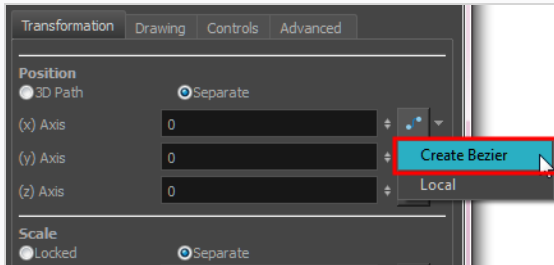 Transformation Drawing Controls Advanced
Position
3D Path Separate
(x) Axis 0
(y) Axis 0
Create Bezier
(z) Axis 0
Local
Scale
Locked Separate